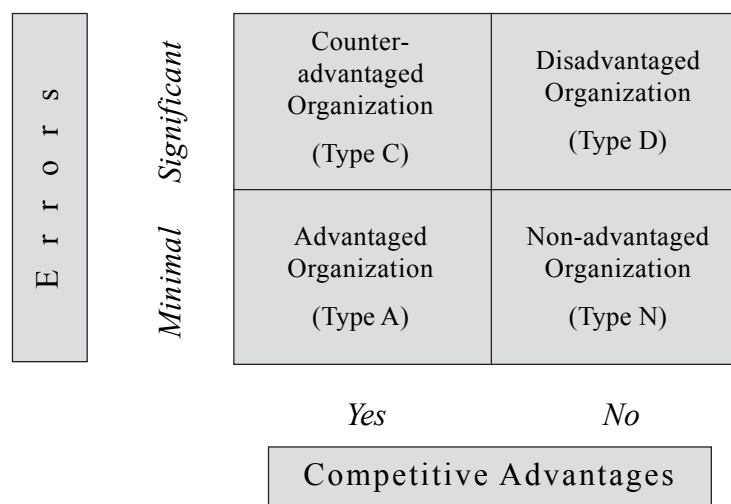 Errors
Significant
Minimal
Counter-
advantaged
Organization
(Type C)
Disadvantaged
Organization
(Type D)
Advantaged
Organization
(Type A)
Non-advantaged
Organization
(Type N)
Yes
No
Competitive Advantages